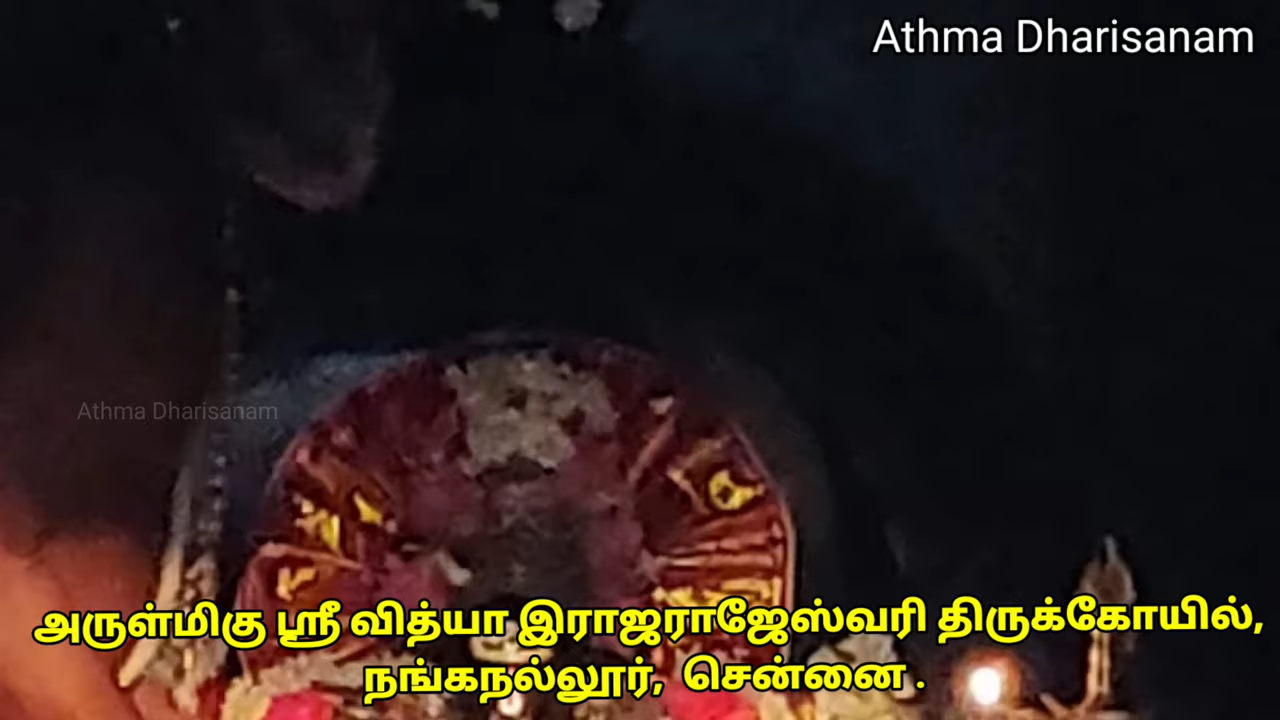 Athma Dharisanam
Athma Dharisanam
அருள்மிகு ஸ்ரீ வித்யா இராஜராஜேஸ்வரி திருக்கோயில்,
நங்கநல்லூர், சென்னை .